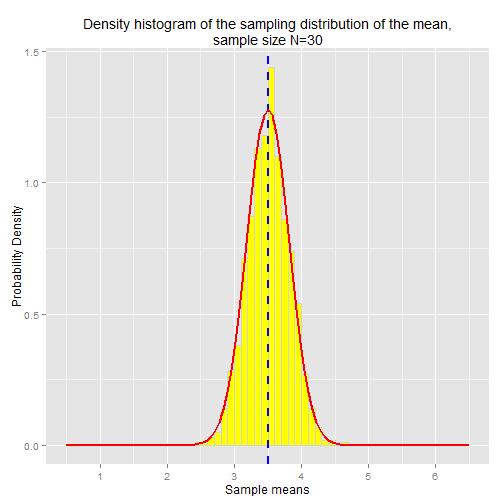 Density histogram of the sampling distribution of the mean,
sample size N=30
1.5
1.0
0.5
0.0
Probability Density
1 2 3 4 5 6
Sample means